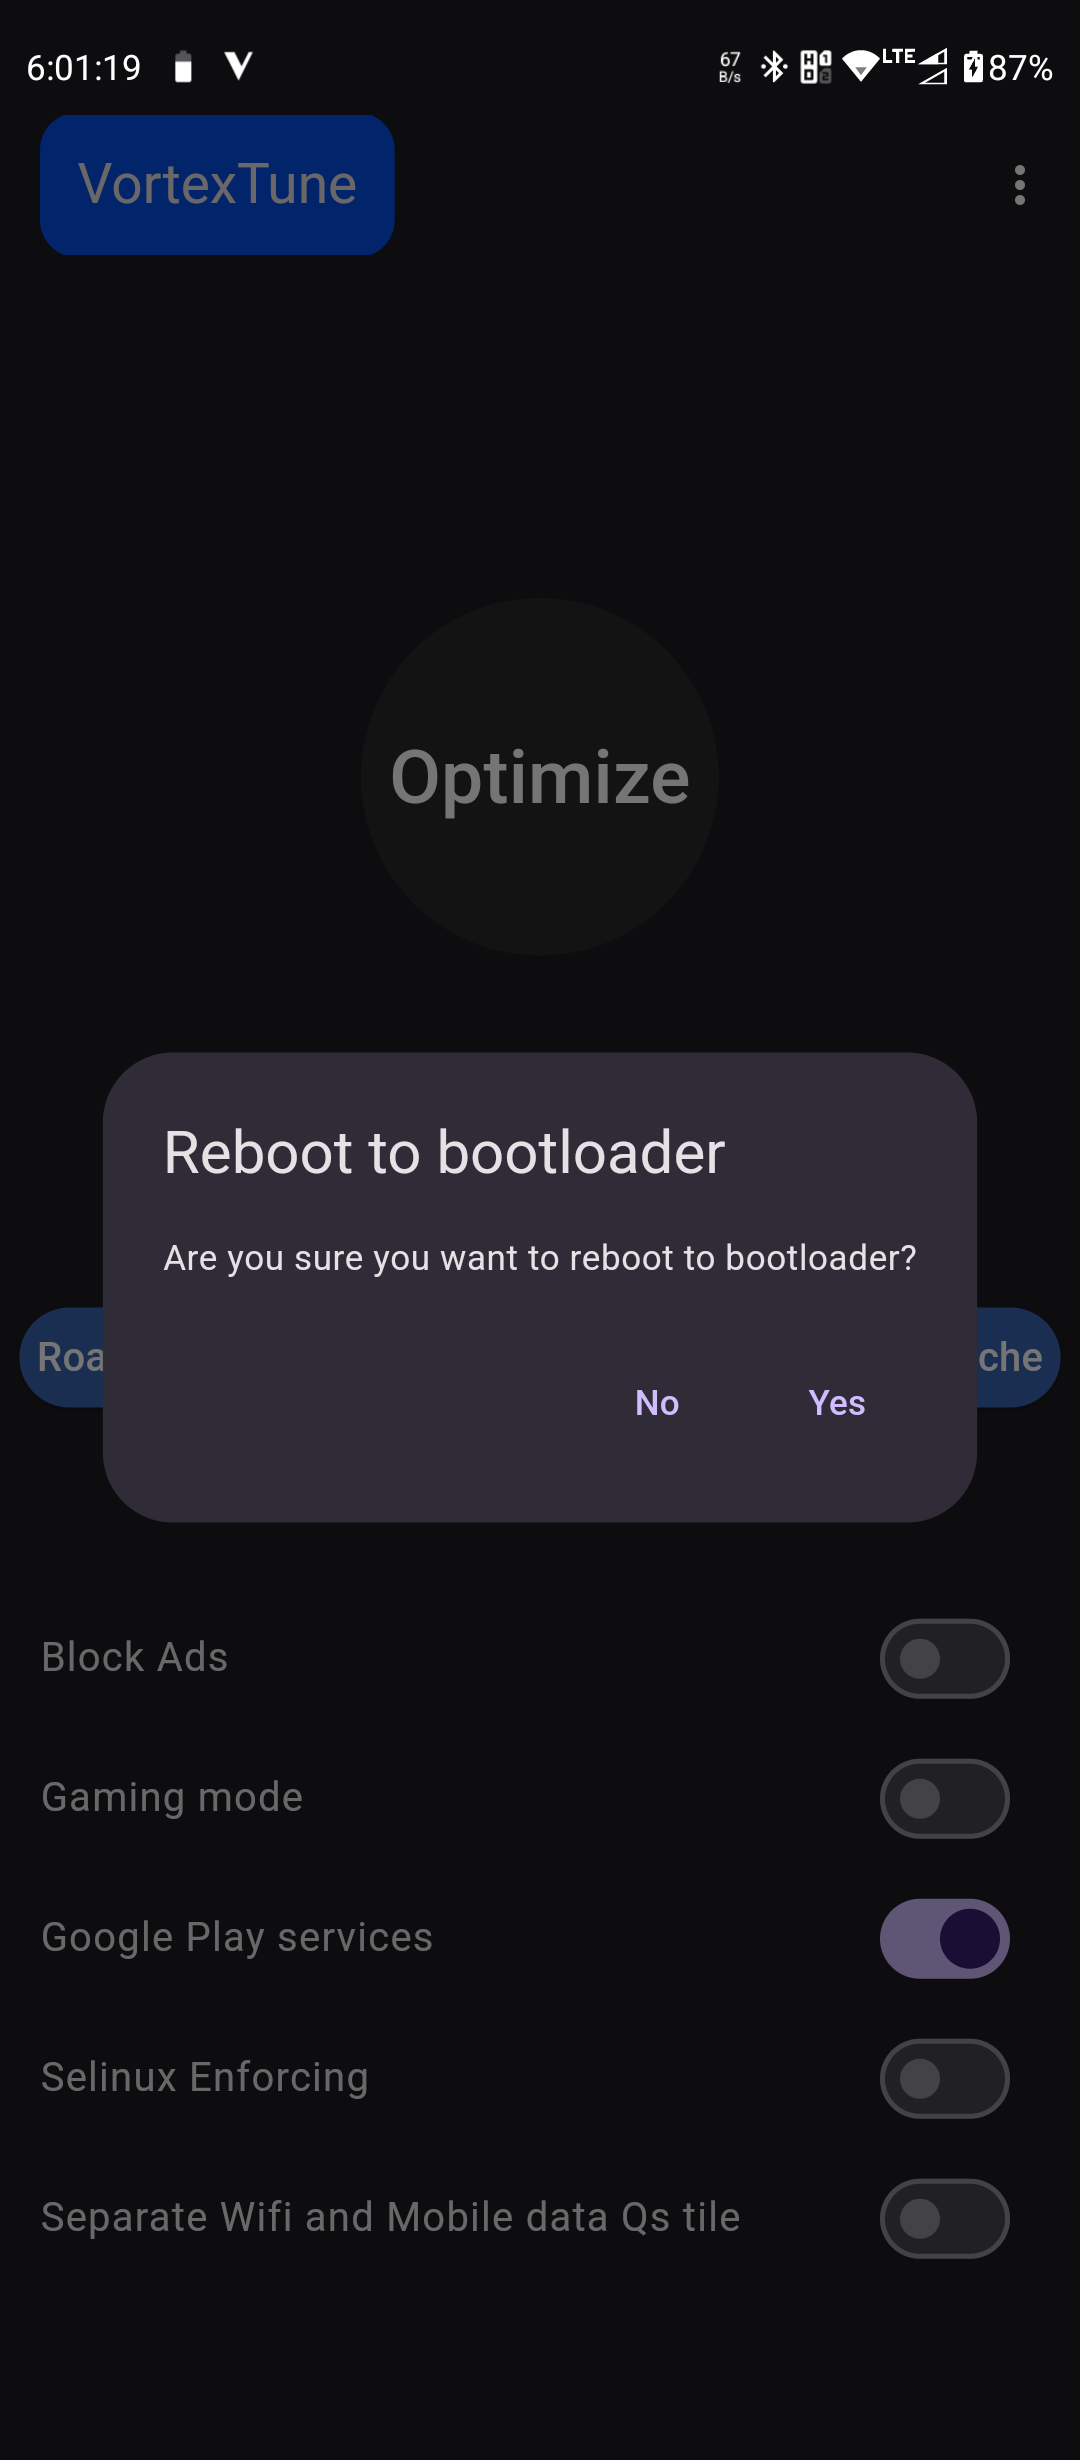 6:01:19
67
B/s
LTE
87%
VortexTune
Optimize
Reboot to bootloader
Are you sure you want to reboot to bootloader?
Roa
che
No
Yes
Block Ads
Gaming mode
Google Play services
Selinux Enforcing
Separate Wifi and Mobile data Qs tile